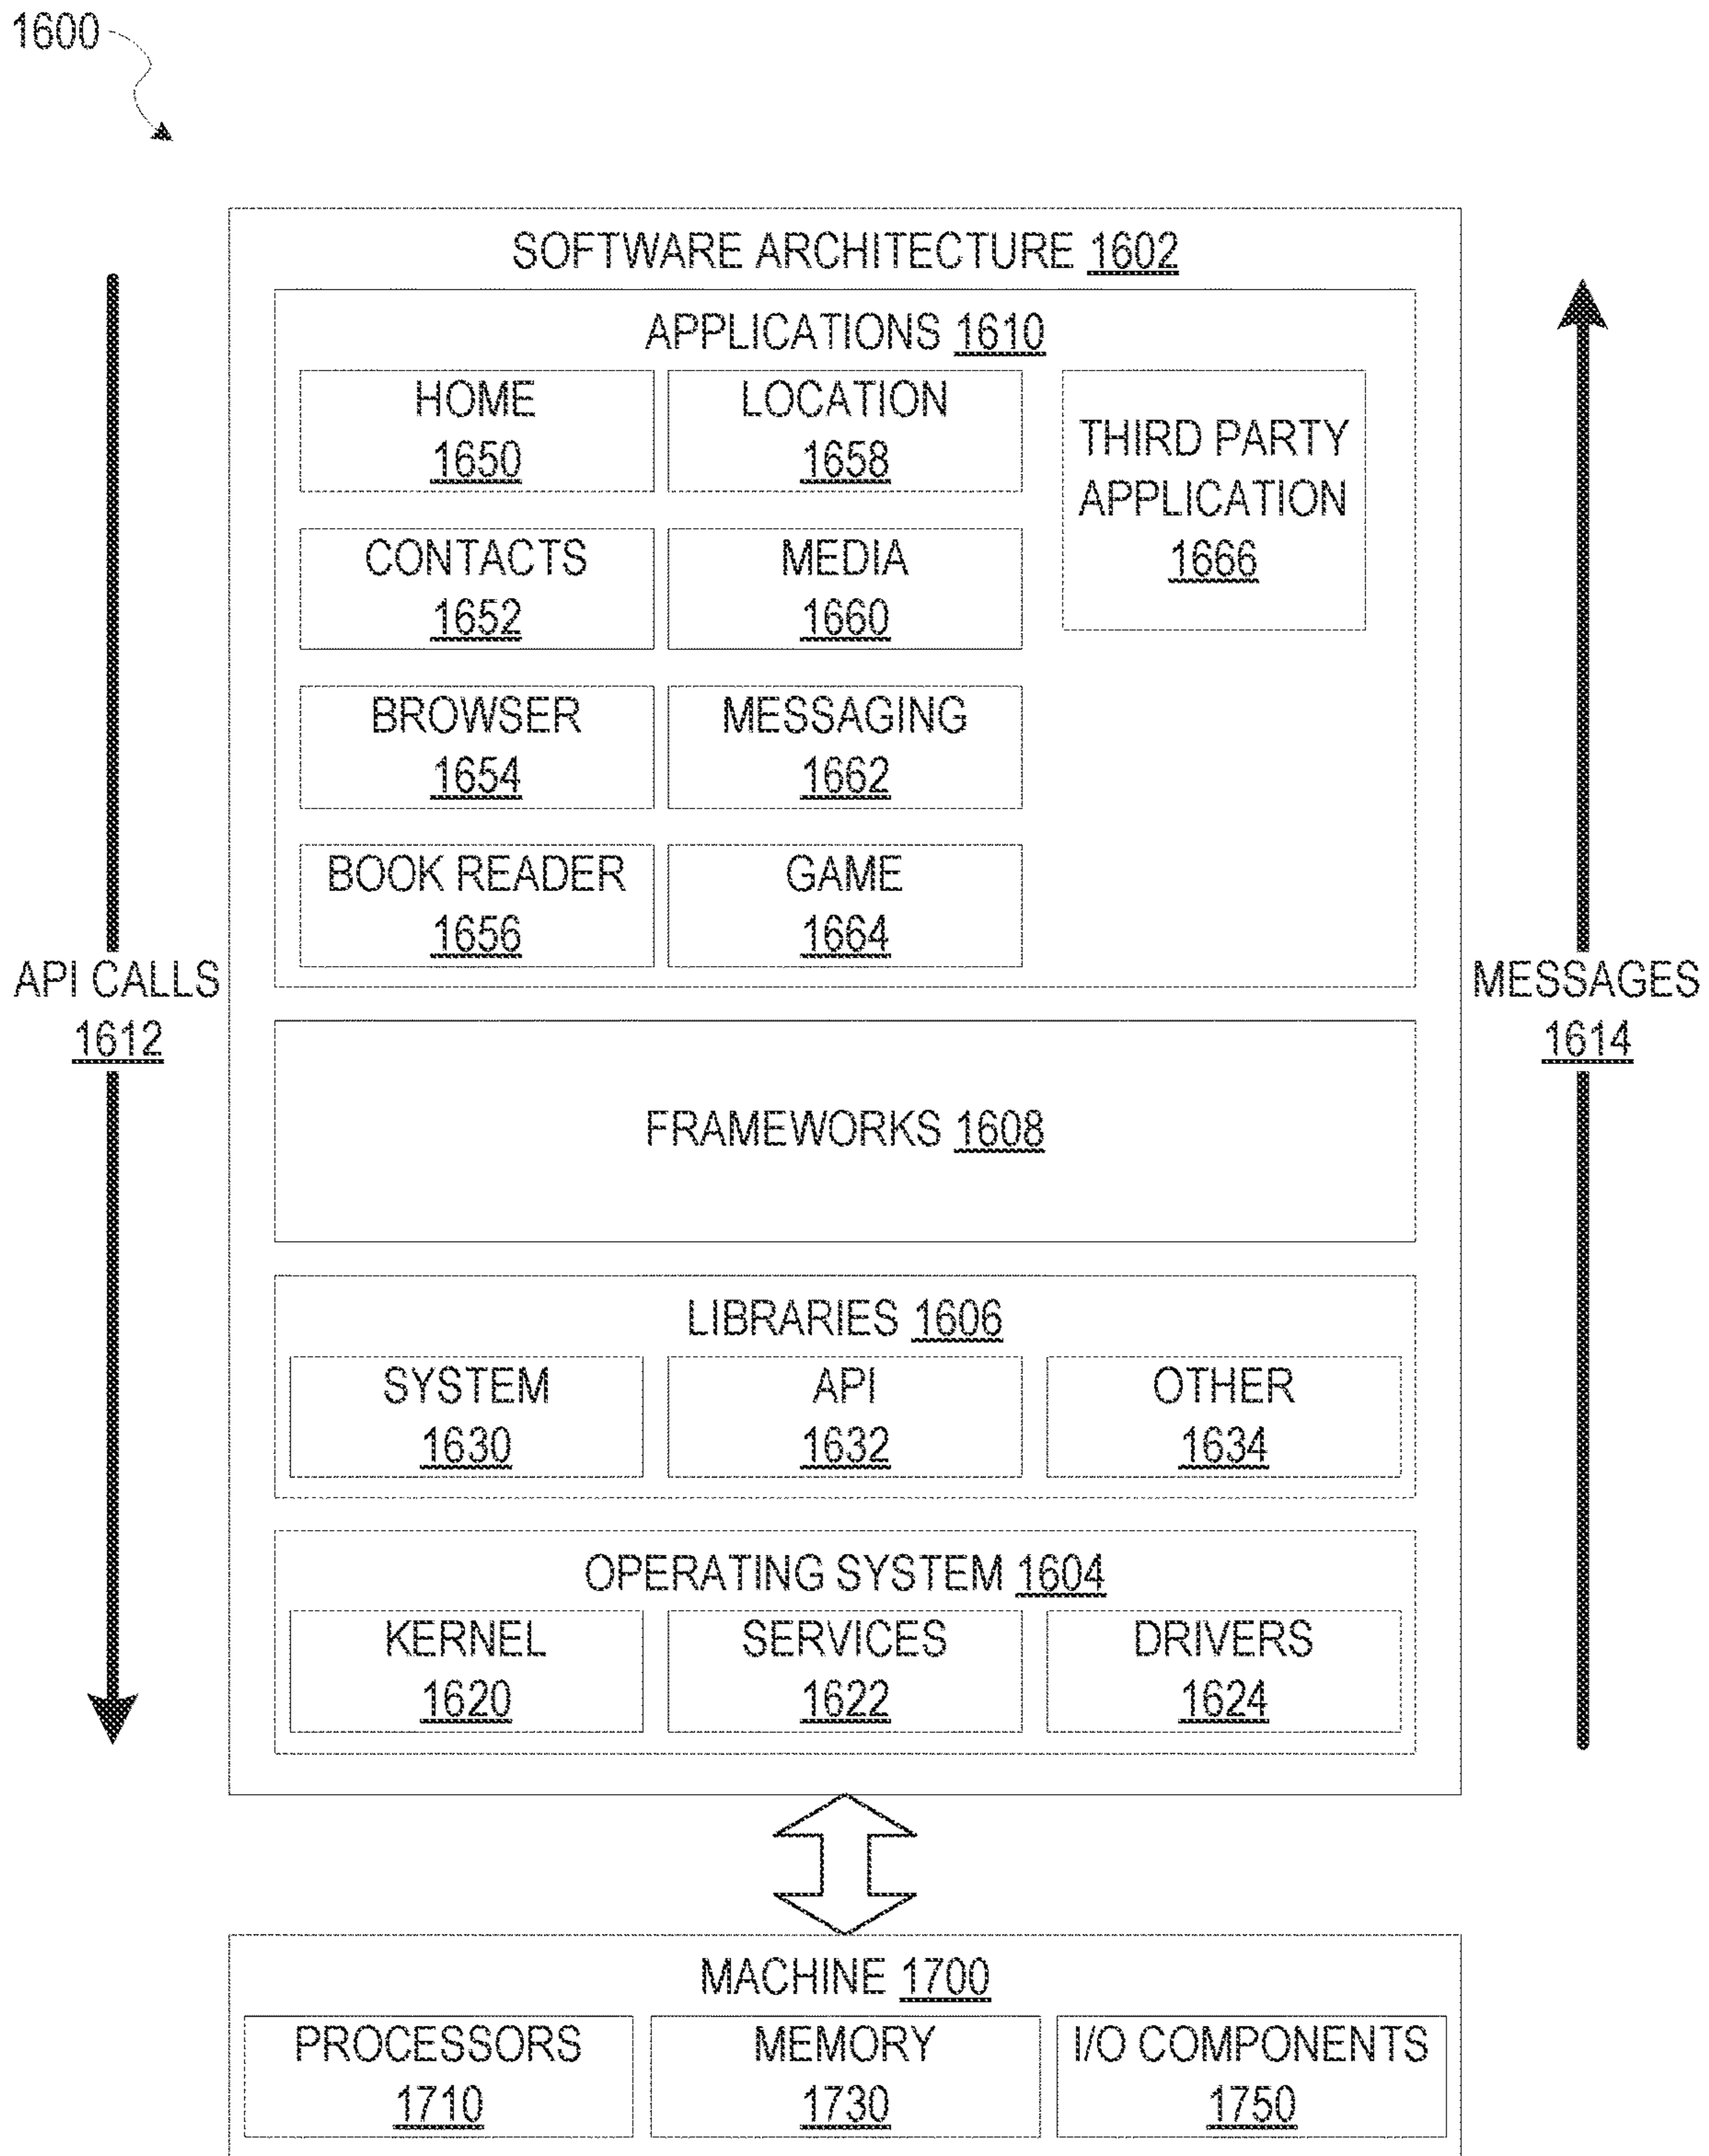 1600
SOFTWARE ARCHITECTURE 1602
APPLICATIONS 1610
HOME
1650
LOCATION
1658
THIRD PARTY
APPLICATION
1666
CONTACTS
1652
MEDIA
1660
BROWSER
1654
MESSAGING
1662
BOOK READER
1656
GAME
1664
API CALLS
1612
MESSAGES
1614
FRAMEWORKS 1608
LIBRARIES 1606
SYSTEM
1630
API
1632
OTHER
1634
OPERATING SYSTEM 1604
KERNEL
1620
SERVICES
1622
DRIVERS
1624
MACHINE 1700
PROCESSORS
1710
MEMORY
1730
I/O COMPONENTS
1750